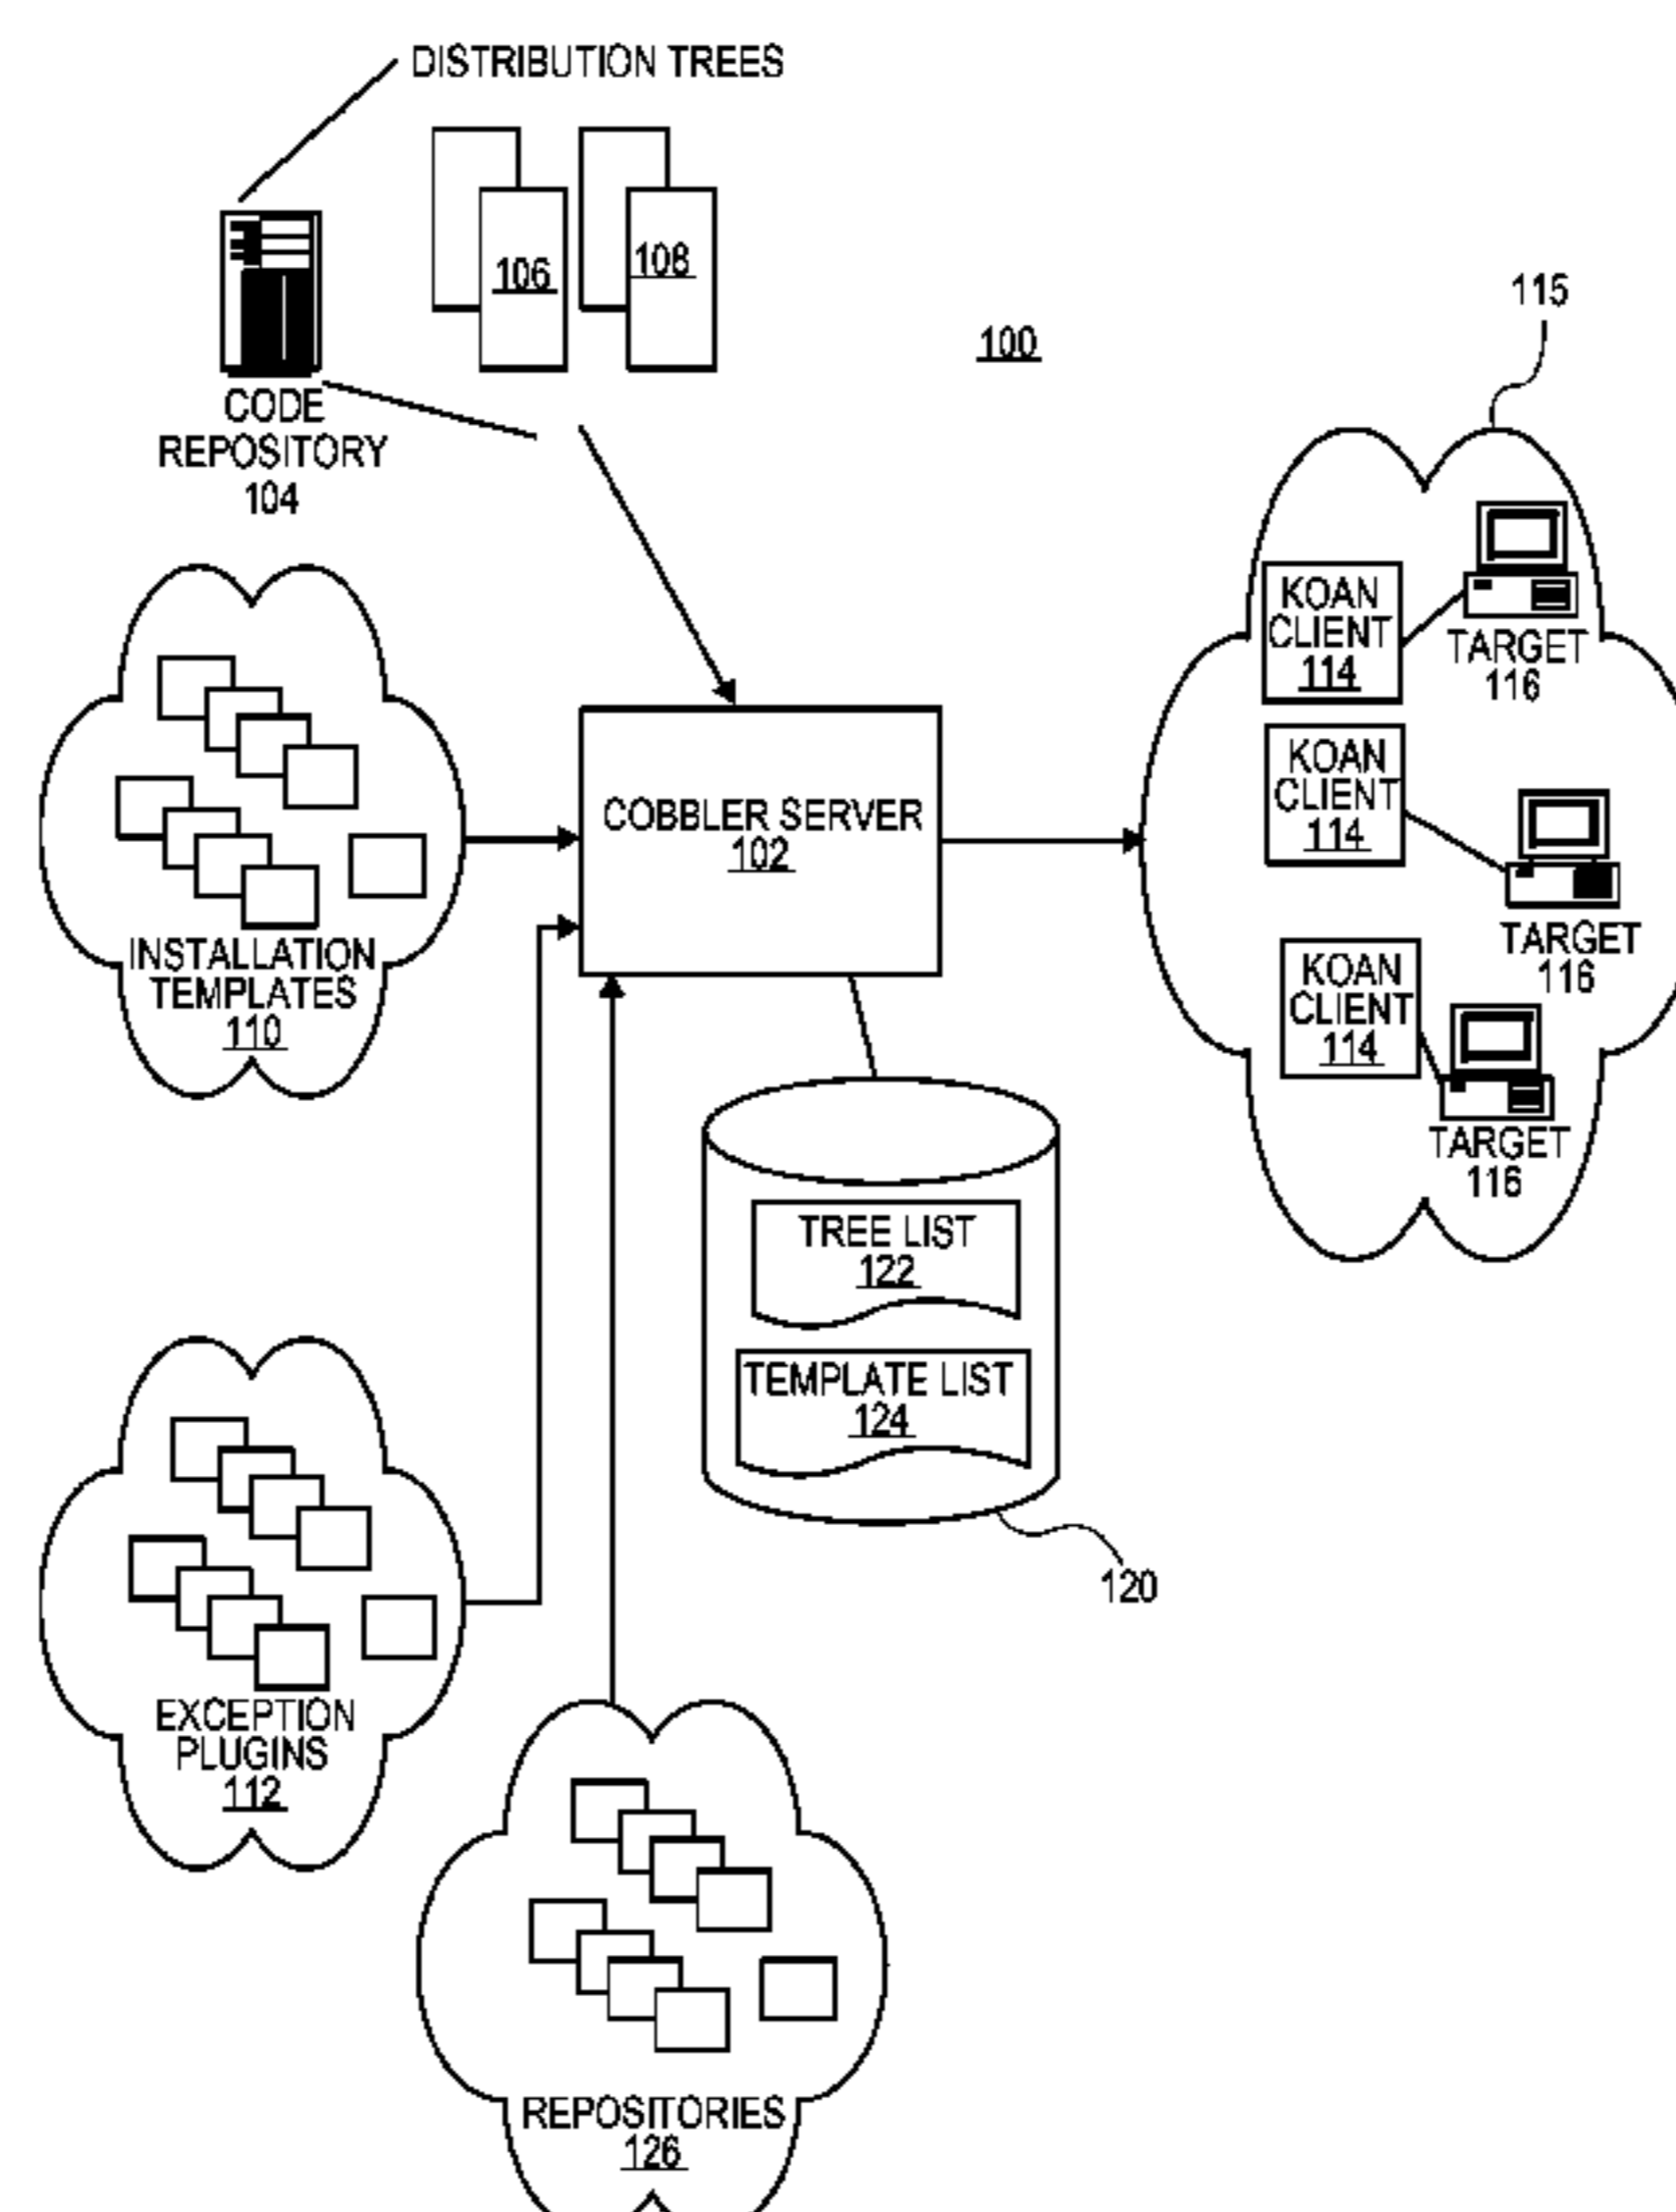 DISTRIBUTION TREES
106
108
100
115
CODE
REPOSITORY
104
KOAN
CLIENT
114
TARGET
116
KOAN
CLIENT
114
TARGET
116
KOAN
CLIENT
114
TARGET
116
COBBLER SERVER
102
INSTALLATION
TEMPLATES
110
TREE LIST
122
TEMPLATE LIST
124
120
EXCEPTION
PLUGINS
112
REPOSITORIES
126